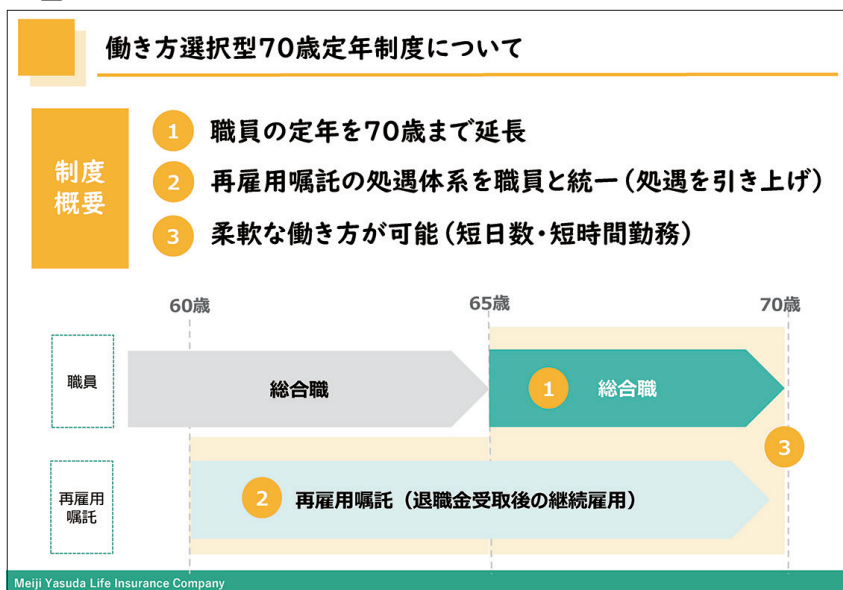 働き方選択型70歳定年制度について
制度
概要
1 職員の定年を70歳まで延長
2 再雇用嘱託の処遇体系を職員と統一(処遇を引き上げ)
3 柔軟な働き方が可能(短日数・短時間勤務)
60歳 65歳 70歳
職員
総合職
1 総合職
3
再雇用
嘱託
2 再雇用嘱託(退職金受取後の継続雇用)
Meiji Yasuda Life Insurance Company